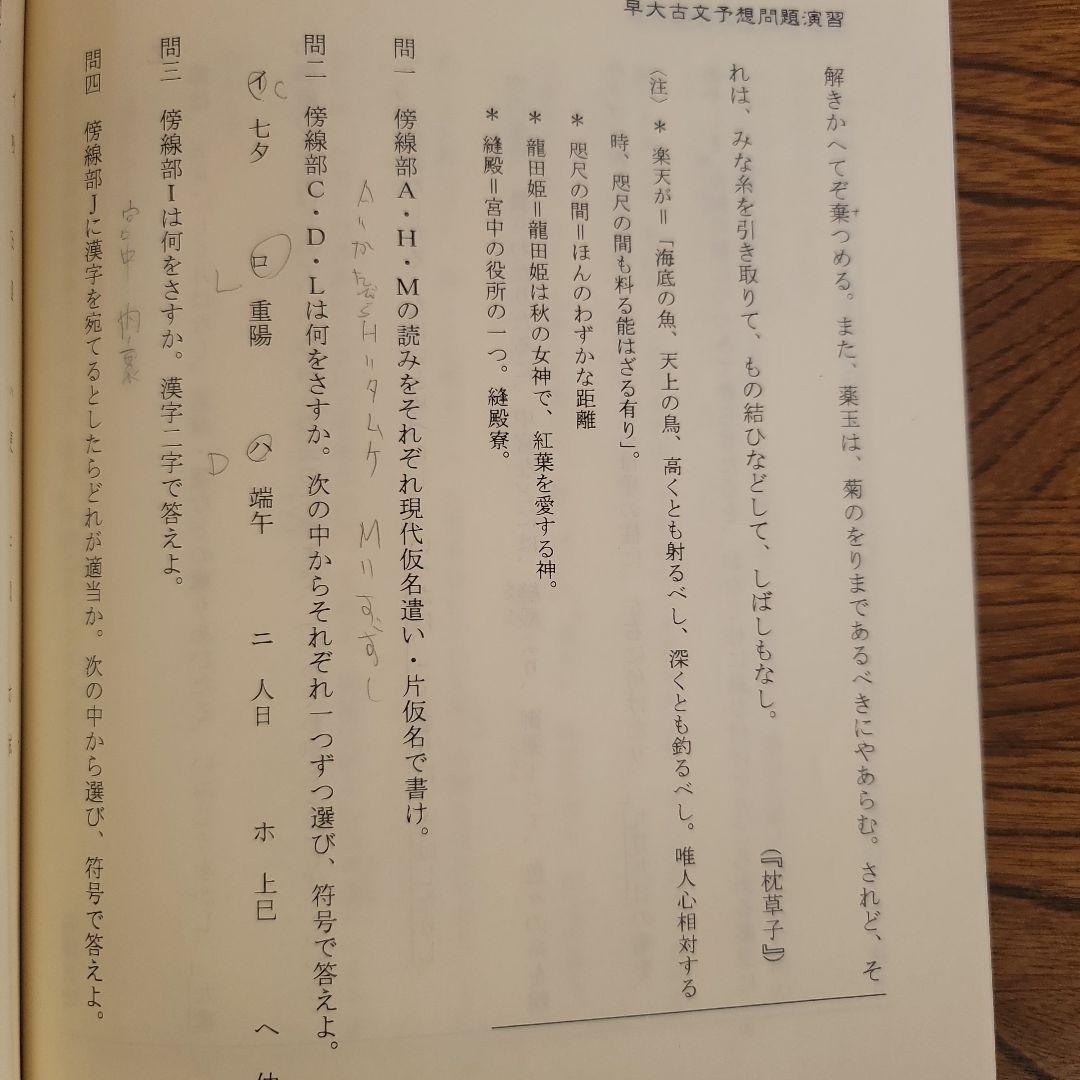 早大古文予想問題演習
解きかへてぞ棄つめる。また、薬玉は、菊のをりまであるべきにやあらむ。されど、そ
れは、みな糸を引き取りて、もの結ひなどして、しばしもなし。
(『枕草子』)
〈注〉 *楽天が=「海底の魚、天上の鳥、高くとも射るべし、深くとも釣るべし。唯人心相対する
時、咫尺の間も料る能はざる有り」。
*咫尺の間=ほんのわずかな距離
*龍田姫=龍田姫は秋の女神で、紅葉を愛する神。
*縫殿=宮中の役所の一つ。縫殿寮。
問一 傍線部A・H・Mの読みをそれぞれ現代仮名遣い・片仮名で書け。
H=タムケ
問二 傍線部C・D・Lは何をさすか。次の中からそれぞれ一つずつ選び、符号で答えよ。
イ 七夕 ロ 重陽 ハ 端午 ニ 人日 ホ 上巳 ヘ
C L D
問三 傍線部Iは何をさすか。漢字二字で答えよ。
宮中 内裏
問四 傍線部Jに漢字を宛てるとしたらどれが適当か。次の中から選び、符号で答えよ。